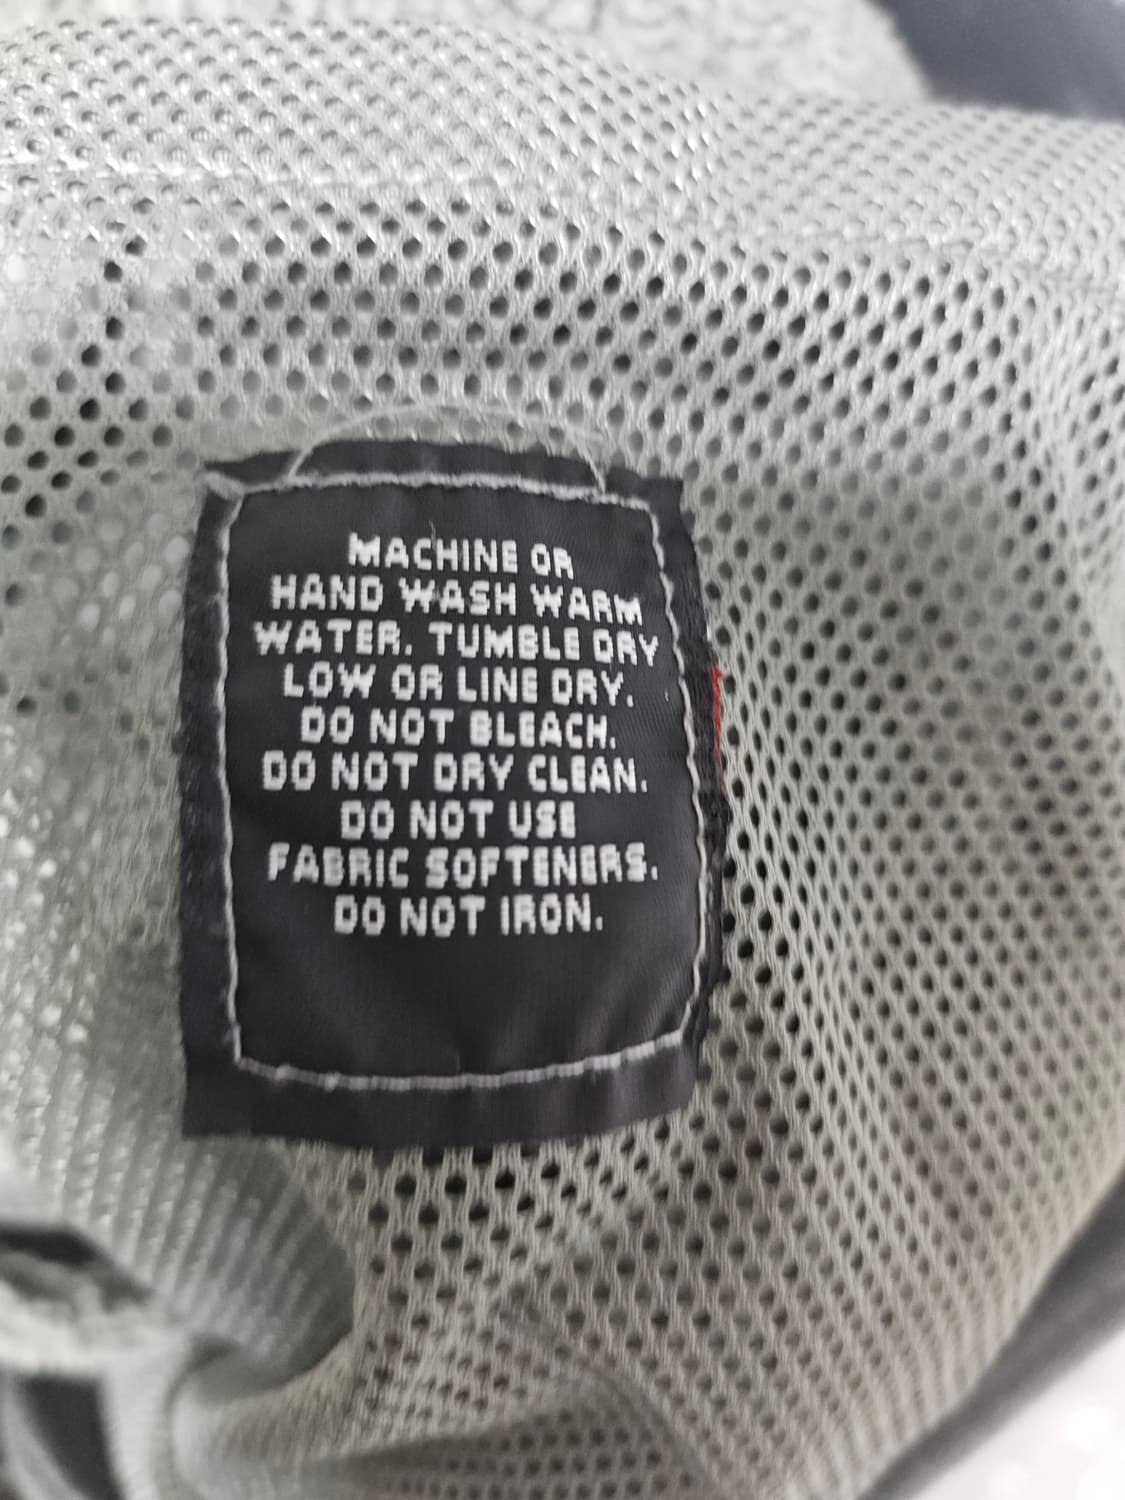 MACHINE OR
HAND WASH WARM
WATER. TUMBLE DRY
LOW OR LINE DRY.
DO NOT BLEACH.
DO NOT DRY CLEAN.
DO NOT USE
FABRIC SOFTENERS.
DO NOT IRON.